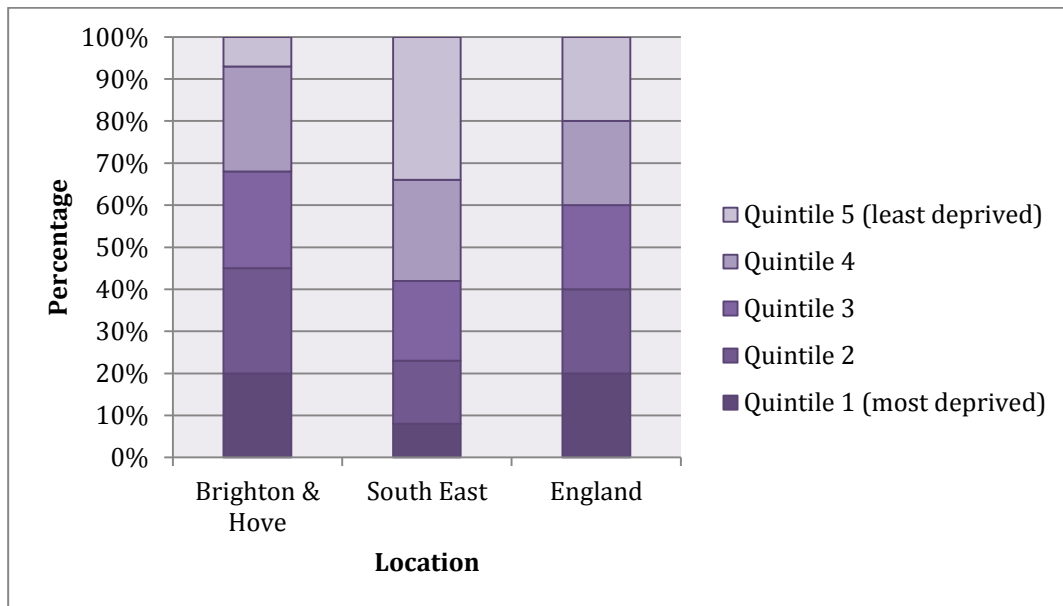 100%
90%
80%
70%
60%
50%
40%
30%
20%
10%
0%
Percentage
Brighton &
Hove
South East
England
Location
Quintile 5 (least deprived)
Quintile 4
Quintile 3
Quintile 2
Quintile 1 (most deprived)